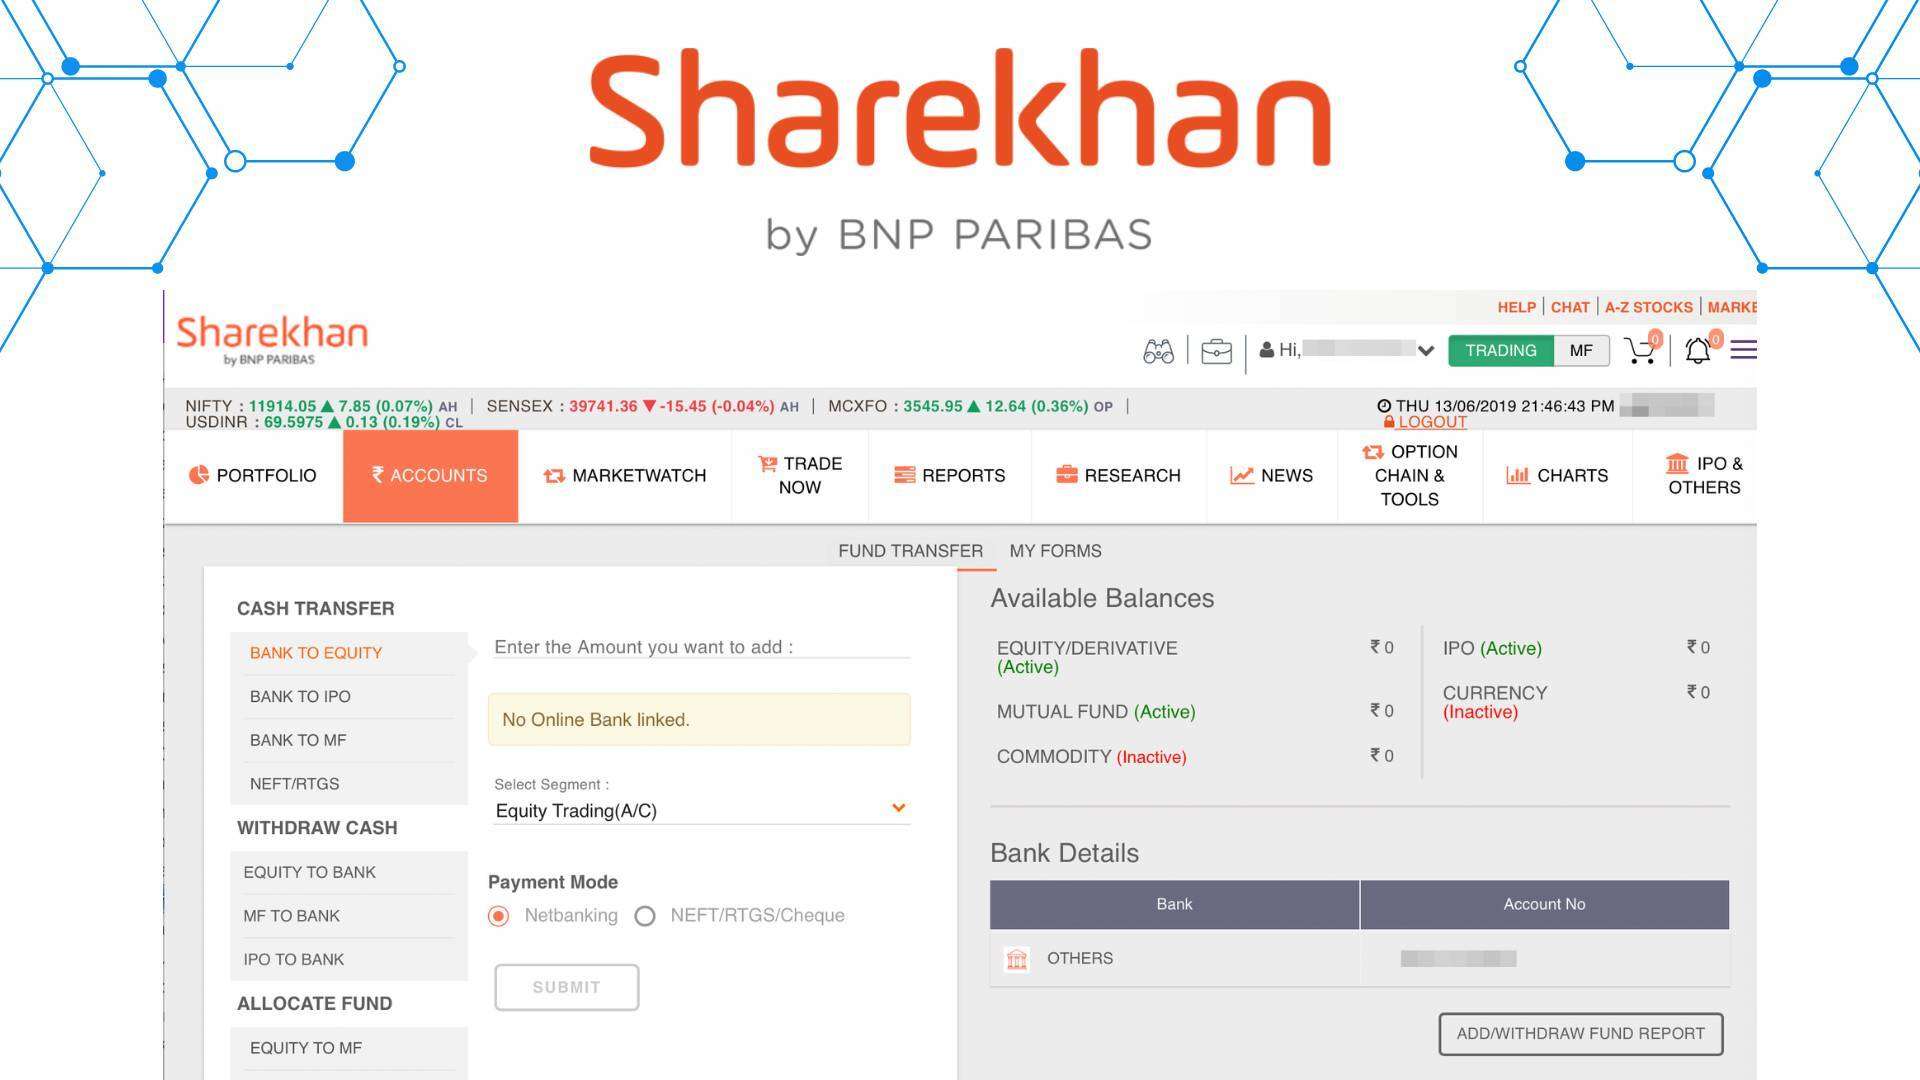 Sharekhan
by BNP PARIBAS
HELP | CHAT | A-Z STOCKS | MARKE
Sharekhan
by BNP PARIBAS
Hi,
TRADING MF
0
0
NIFTY : 11914.05 ▲ 7.85 (0.07%) AH | SENSEX : 39741.36 ▼ -15.45 (-0.04%) AH | MCXFO : 3545.95 ▲ 12.64 (0.36%) OP |
USDINR : 69.5975 ▲ 0.13 (0.19%) CL
THU 13/06/2019 21:46:43 PM
LOGOUT
PORTFOLIO
₹ ACCOUNTS
MARKETWATCH
TRADE
NOW
REPORTS
RESEARCH
NEWS
OPTION
CHAIN &
TOOLS
CHARTS
IPO &
OTHERS
FUND TRANSFER MY FORMS
CASH TRANSFER
BANK TO EQUITY
BANK TO IPO
BANK TO MF
NEFT/RTGS
WITHDRAW CASH
EQUITY TO BANK
MF TO BANK
IPO TO BANK
ALLOCATE FUND
EQUITY TO MF
Enter the Amount you want to add :
No Online Bank linked.
Select Segment :
Equity Trading(A/C)
Payment Mode
Netbanking NEFT/RTGS/Cheque
SUBMIT
Available Balances
EQUITY/DERIVATIVE ₹ 0
(Active)
MUTUAL FUND (Active) ₹ 0
COMMODITY (Inactive) ₹ 0
IPO (Active) ₹ 0
CURRENCY ₹ 0
(Inactive)
Bank Details
Bank Account No
OTHERS
ADD/WITHDRAW FUND REPORT